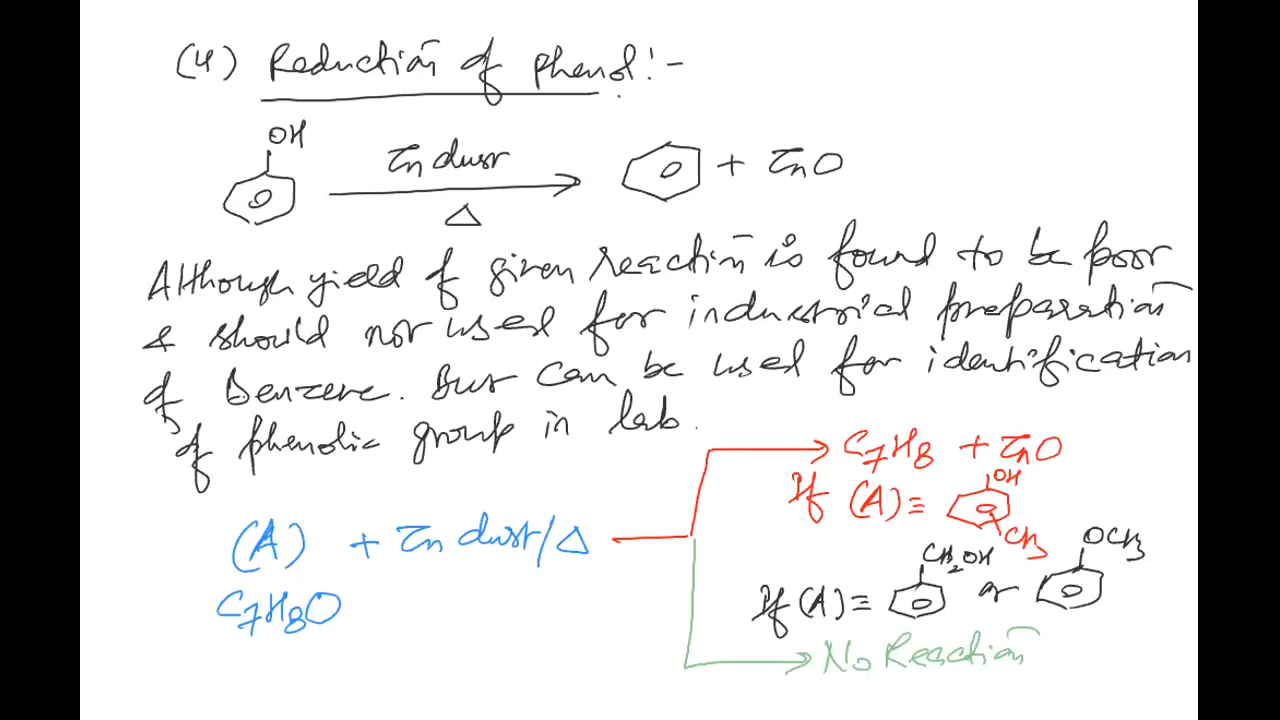 (4) Reduction of phenol:-
OH
Zn dust
Δ
+ ZnO
Although yield of given reaction is found to be poor
& should not used for industrial preparation
of Benzene. But can be used for identification
of phenolic group in lab.
C7H8 + ZnO
If (A) ≡
OH
CH3
(A) + Zn dust/Δ
C7H8O
If (A) ≡
CH2OH
or
OCH3
No Reaction